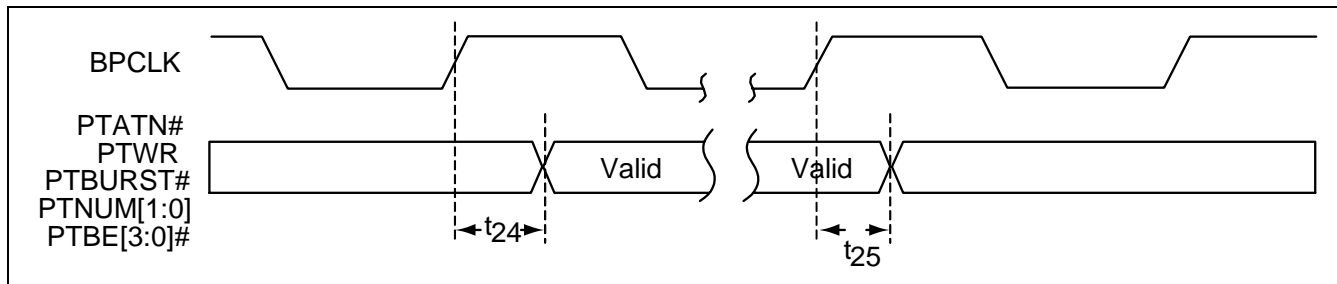 BPCLK
PTATN#
PTWR
PTBURST#
PTNUM[1:0]
PTBE[3:0]#
Valid
Valid
t24
t25